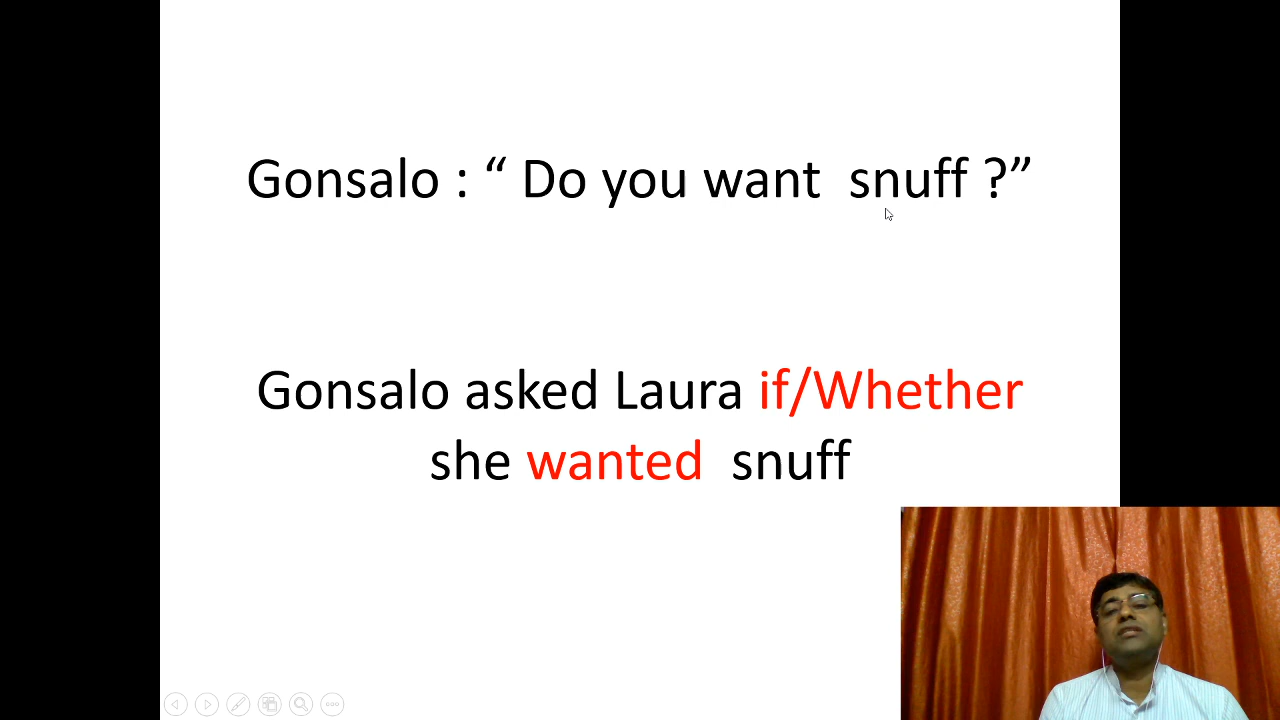 Gonsalo : “ Do you want  snuff ?”
Gonsalo asked Laura if/Whether
she wanted  snuff